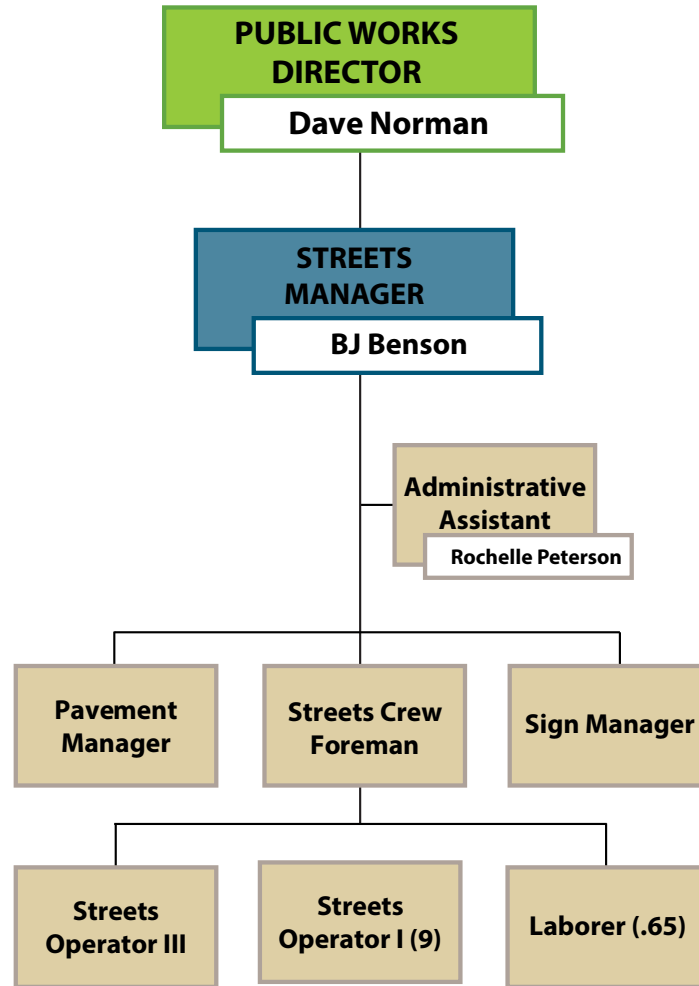 PUBLIC WORKS
DIRECTOR
Dave Norman
STREETS
MANAGER
BJ Benson
Administrative
Assistant
Rochelle Peterson
Pavement
Manager
Streets Crew
Foreman
Sign Manager
Streets
Operator III
Streets
Operator I (9)
Laborer (.65)